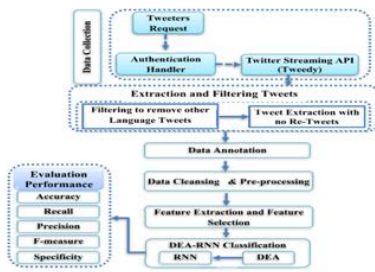 Data Collection
Tweeters
Request
Authentication
Handler
Twitter Streaming API
(Tweedy)
Extraction and Filtering Tweets
Filtering to remove other
Language Tweets
Tweet Extraction with
no Re-Tweets
Data Annotation
Data Cleansing & Pre-processing
Feature Extraction and Feature
Selection
DEA-RNN Classification
RNN
DEA
Evaluation
Performance
Accuracy
Recall
Precision
F-measure
Specificity